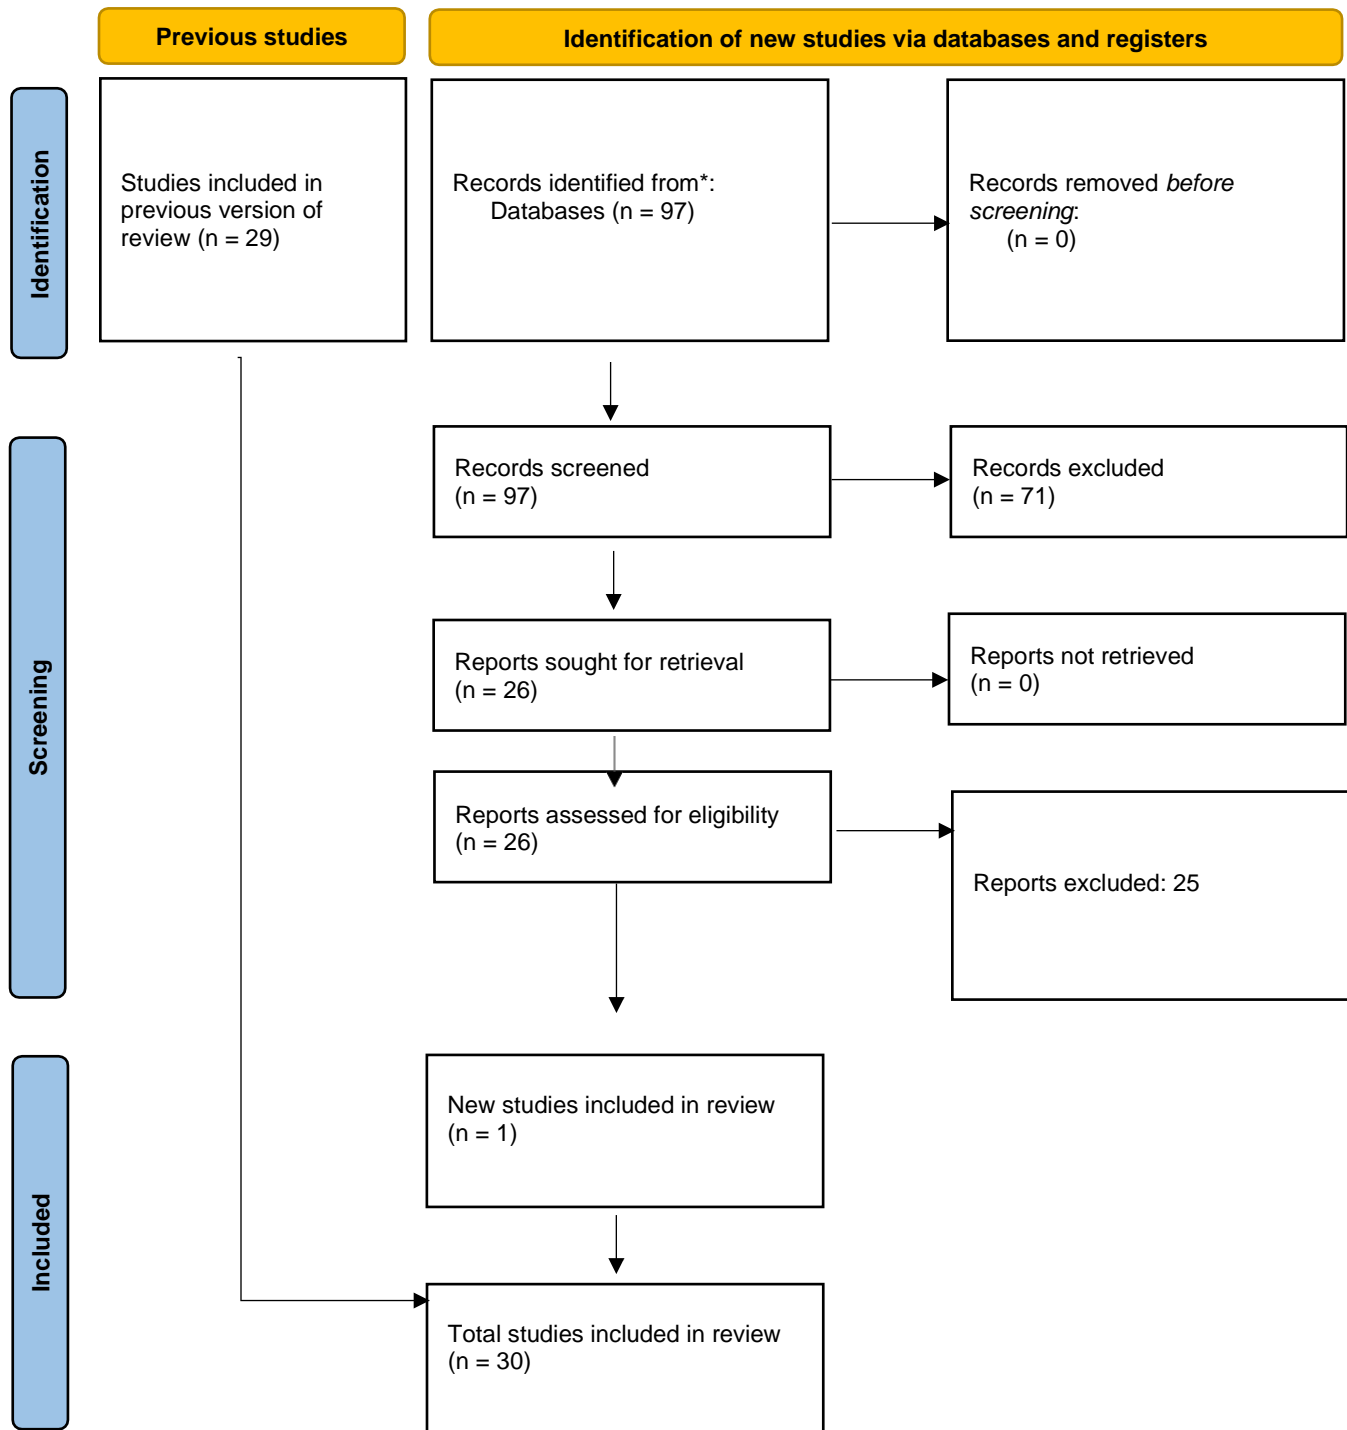 Previous studies
Identification of new studies via databases and registers
Identification
Studies included in
previous version of
review (n = 29)
Records identified from*:
Databases (n = 97)
Records removed before
screening:
(n = 0)
Screening
Records screened
(n = 97)
Records excluded
(n = 71)
Reports sought for retrieval
(n = 26)
Reports not retrieved
(n = 0)
Reports assessed for eligibility
(n = 26)
Reports excluded: 25
Included
New studies included in review
(n = 1)
Total studies included in review
(n = 30)